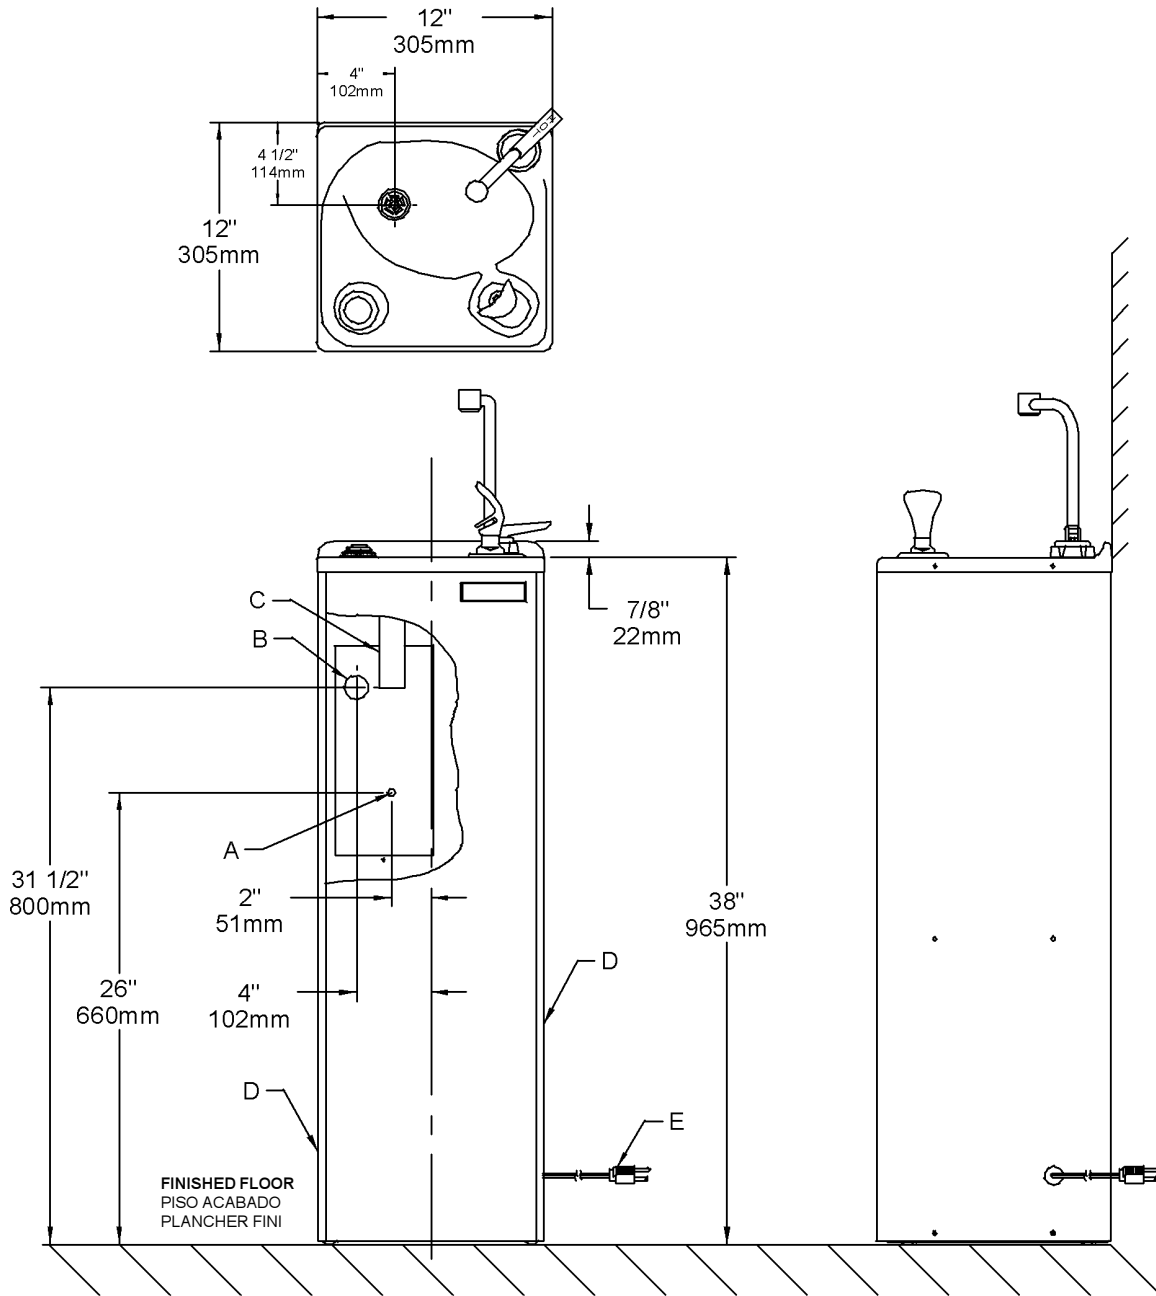 12"
305mm
4"
102mm
HOT
4 1/2"
114mm
12"
305mm
C
B
7/8"
22mm
A
31 1/2"
800mm
2"
51mm
38"
965mm
D
26"
660mm
4"
102mm
D
E
FINISHED FLOOR
PISO ACABADO
PLANCHER FINI